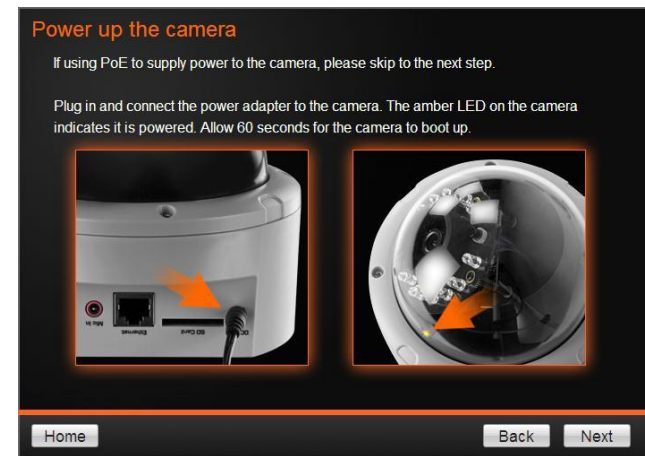 Power up the camera
If using PoE to supply power to the camera, please skip to the next step.
Plug in and connect the power adapter to the camera. The amber LED on the camera
indicates it is powered. Allow 60 seconds for the camera to boot up.
Mic in
Ethernet
SD Card
DC
Home
Back
Next